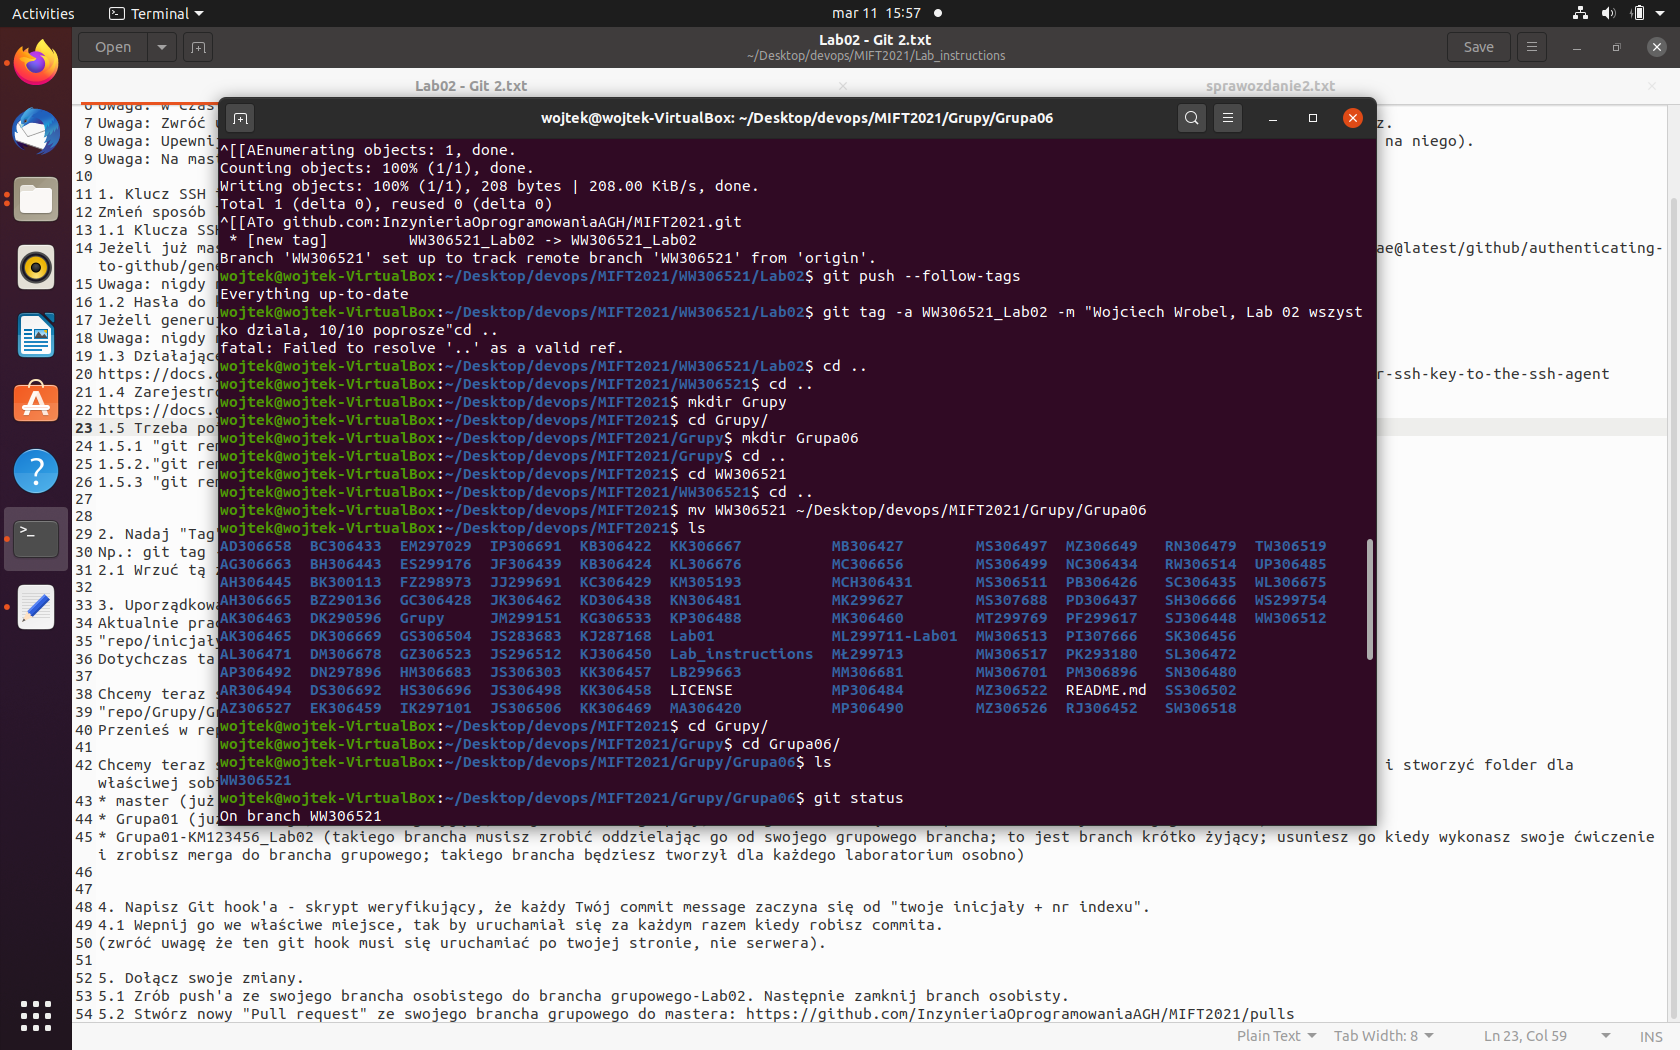 Activities
Terminal
mar 11 15:57
Open
Lab02 - Git 2.txt
~/Desktop/devops/MIFT2021/Lab_instructions
Save
Lab02 - Git 2.txt
sprawozdanie2.txt
wojtek@wojtek-VirtualBox: ~/Desktop/devops/MIFT2021/Grupy/Grupa06
^[[AEnumerating objects: 1, done.
Counting objects: 100% (1/1), done.
Writing objects: 100% (1/1), 208 bytes | 208.00 KiB/s, done.
Total 1 (delta 0), reused 0 (delta 0)
^[[ATo github.com:InzynieriaOprogramowaniaAGH/MIFT2021.git
* [new tag] WW306521_Lab02 -> WW306521_Lab02
Branch 'WW306521' set up to track remote branch 'WW306521' from 'origin'.
wojtek@wojtek-VirtualBox:~/Desktop/devops/MIFT2021/WW306521/Lab02$ git push --follow-tags
Everything up-to-date
wojtek@wojtek-VirtualBox:~/Desktop/devops/MIFT2021/WW306521/Lab02$ git tag -a WW306521_Lab02 -m "Wojciech Wrobel, Lab 02 wszyst
ko dziala, 10/10 poprosze"cd ..
fatal: Failed to resolve '..' as a valid ref.
wojtek@wojtek-VirtualBox:~/Desktop/devops/MIFT2021/WW306521/Lab02$ cd ..
wojtek@wojtek-VirtualBox:~/Desktop/devops/MIFT2021/WW306521$ cd ..
wojtek@wojtek-VirtualBox:~/Desktop/devops/MIFT2021$ mkdir Grupy
wojtek@wojtek-VirtualBox:~/Desktop/devops/MIFT2021$ cd Grupy/
wojtek@wojtek-VirtualBox:~/Desktop/devops/MIFT2021/Grupy$ mkdir Grupa06
wojtek@wojtek-VirtualBox:~/Desktop/devops/MIFT2021/Grupy$ cd ..
wojtek@wojtek-VirtualBox:~/Desktop/devops/MIFT2021$ cd WW306521
wojtek@wojtek-VirtualBox:~/Desktop/devops/MIFT2021/WW306521$ cd ..
wojtek@wojtek-VirtualBox:~/Desktop/devops/MIFT2021$ mv WW306521 ~/Desktop/devops/MIFT2021/Grupy/Grupa06
wojtek@wojtek-VirtualBox:~/Desktop/devops/MIFT2021$ ls
AD306658 BC306433 EM297029 IP306691 KB306422 KK306667 MB306427 MS306497 MZ306649 RN306479 TW306519
AG306663 BH306443 ES299176 JF306439 KB306424 KL306676 MC306656 MS306499 NC306434 RW306514 UP306485
AH306445 BK300113 FZ298973 JJ299691 KC306429 KM305193 MCH306431 MS306511 PB306426 SC306435 WL306675
AH306665 BZ290136 GC306428 JK306462 KD306438 KN306481 MK299627 MS307688 PD306437 SH306666 WS299754
AK306463 DK290596 Grupy JM299151 KG306533 KP306488 MK306460 MT299769 PF299617 SJ306448 WW306512
AK306465 DK306669 GS306504 JS283683 KJ287168 Lab01 ML299711-Lab01 MW306513 PI307666 SK306456
AL306471 DM306678 GZ306523 JS296512 KJ306450 Lab_instructions MŁ299713 MW306517 PK293180 SL306472
AP306492 DN297896 HM306683 JS306303 KK306457 LB299663 MM306681 MW306701 PM306896 SN306480
AR306494 DS306692 HS306696 JS306498 KK306458 LICENSE MP306484 MZ306522 README.md SS306502
AZ306527 EK306459 IK297101 JS306506 KK306469 MA306420 MP306490 MZ306526 RJ306452 SW306518
wojtek@wojtek-VirtualBox:~/Desktop/devops/MIFT2021$ cd Grupy/
wojtek@wojtek-VirtualBox:~/Desktop/devops/MIFT2021/Grupy$ cd Grupa06/
wojtek@wojtek-VirtualBox:~/Desktop/devops/MIFT2021/Grupy/Grupa06$ ls
WW306521
wojtek@wojtek-VirtualBox:~/Desktop/devops/MIFT2021/Grupy/Grupa06$ git status
On branch WW306521
7 Uwaga: Zwróć
z.
8 Uwaga:
na niego).
9 Uwaga: Na
10
11 1. Klucz SSH
12 Zmień sposób
13 1.1 Klucza
14 Jeżeli już
ae@latest/github/authenticating-
to-github/
15 Uwaga: nigdy
16 1.2 Hasła do
17 Jeżeli
18 Uwaga: nigdy
19 1.3
20 https://docs.
r-ssh-key-to-the-ssh-agent
21 1.4
22 https://docs.
23 1.5 Trzeba
24 1.5.1 "git
25 1.5.2."git
26 1.5.3 "git
27
28
29 2. Nadaj "Tag
30 Np.: git tag
31 2.1 Wrzuć tą
32
33 3.
34 Aktualnie
35 "repo/
36 Dotychczas
37
38 Chcemy teraz
39 "repo/Grupy/
40 Przenieś w
41
42 Chcemy teraz
i stworzyć folder dla
właściwej
43 * master (już
44 * Grupa01
45 * Grupa01-KM123456_Lab02 (takiego brancha musisz zrobić oddzielając go od swojego grupowego brancha; to jest branch krótko żyjący; usuniesz go kiedy wykonasz swoje ćwiczenie
i zrobisz merga do brancha grupowego; takiego brancha będziesz tworzył dla każdego laboratorium osobno)
46
47
48 4. Napisz Git hook'a - skrypt weryfikujący, że każdy Twój commit message zaczyna się od "twoje inicjały + nr indexu".
49 4.1 Wepnij go we właściwe miejsce, tak by uruchamiał się za każdym razem kiedy robisz commita.
50 (zwróć uwagę że ten git hook musi się uruchamiać po twojej stronie, nie serwera).
51
52 5. Dołącz swoje zmiany.
53 5.1 Zrób push'a ze swojego brancha osobistego do brancha grupowego-Lab02. Następnie zamknij branch osobisty.
54 5.2 Stwórz nowy "Pull request" ze swojego brancha grupowego do mastera: https://github.com/InzynieriaOprogramowaniaAGH/MIFT2021/pulls
Plain Text
Tab Width: 8
Ln 23, Col 59
INS